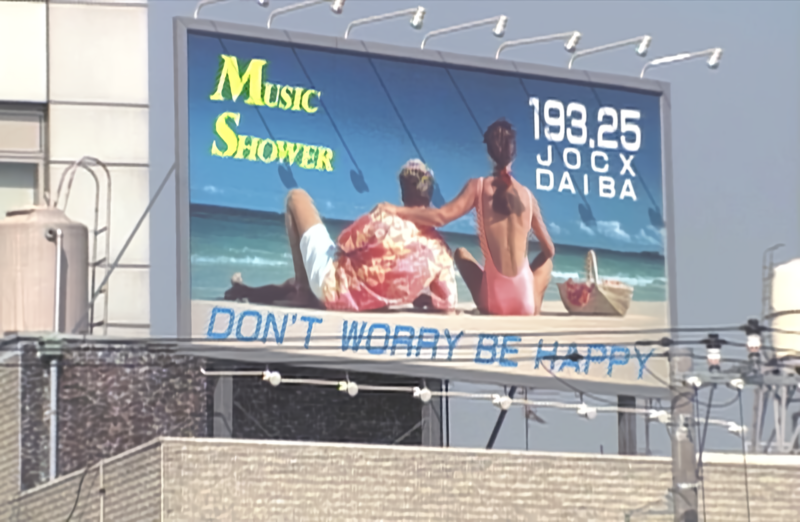 MUSIC
SHOWER
193.25
JOCX
DAIBA
DON'T WORRY BE HAPPY